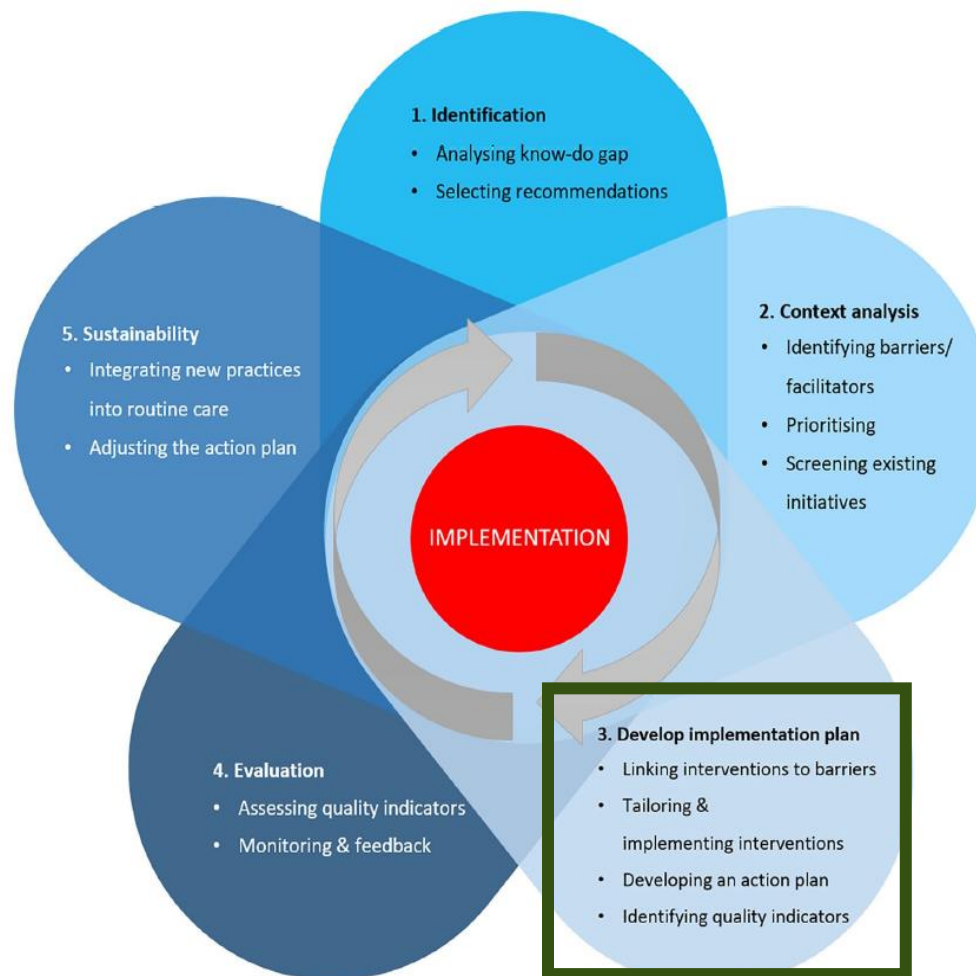 1. Identification
• Analysing know-do gap
• Selecting recommendations
2. Context analysis
• Identifying barriers/
facilitators
• Prioritising
• Screening existing
initiatives
3. Develop implementation plan
• Linking interventions to barriers
• Tailoring &
implementing interventions
• Developing an action plan
• Identifying quality indicators
4. Evaluation
• Assessing quality indicators
• Monitoring & feedback
5. Sustainability
• Integrating new practices
into routine care
• Adjusting the action plan
IMPLEMENTATION